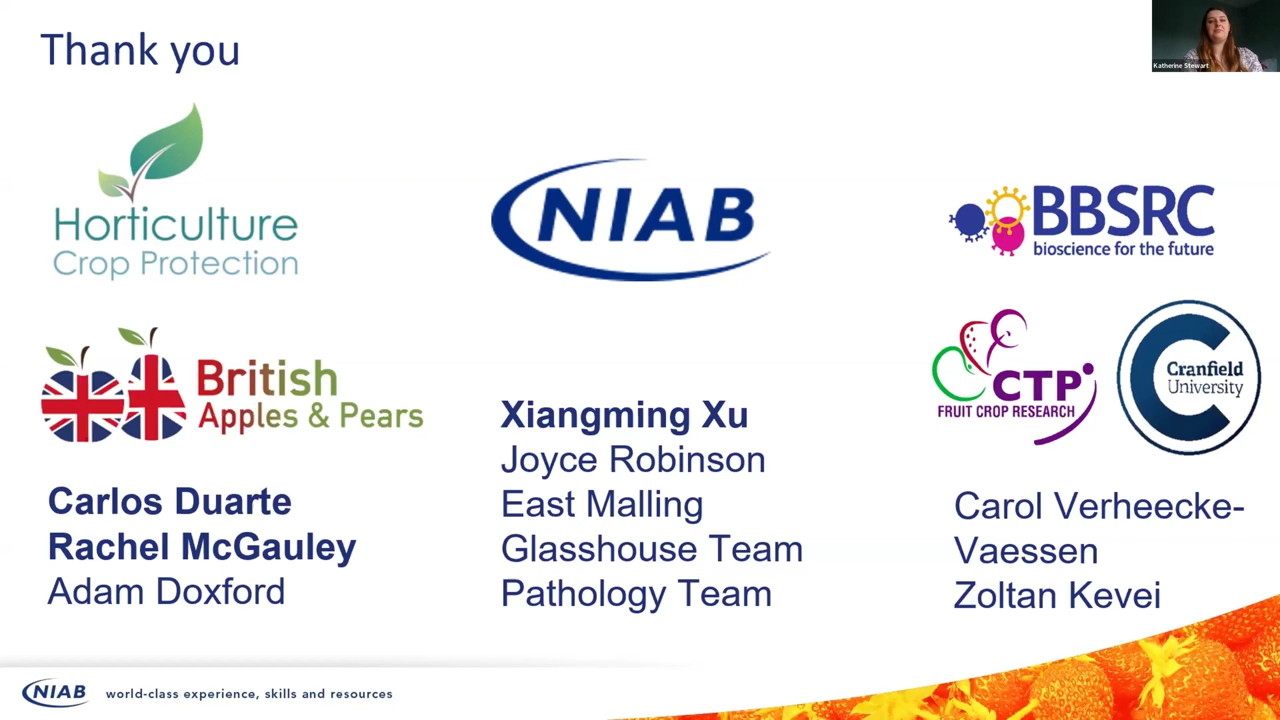 Thank you
Katherine Stewart
Horticulture
Crop Protection
NIAB
BBSRC
bioscience for the future
British
Apples & Pears
CTP
FRUIT CROP RESEARCH
Cranfield
University
Carlos Duarte
Rachel McGauley
Adam Doxford
Xiangming Xu
Joyce Robinson
East Malling
Glasshouse Team
Pathology Team
Carol Verheecke-
Vaessen
Zoltan Kevei
NIAB
world-class experience, skills and resources